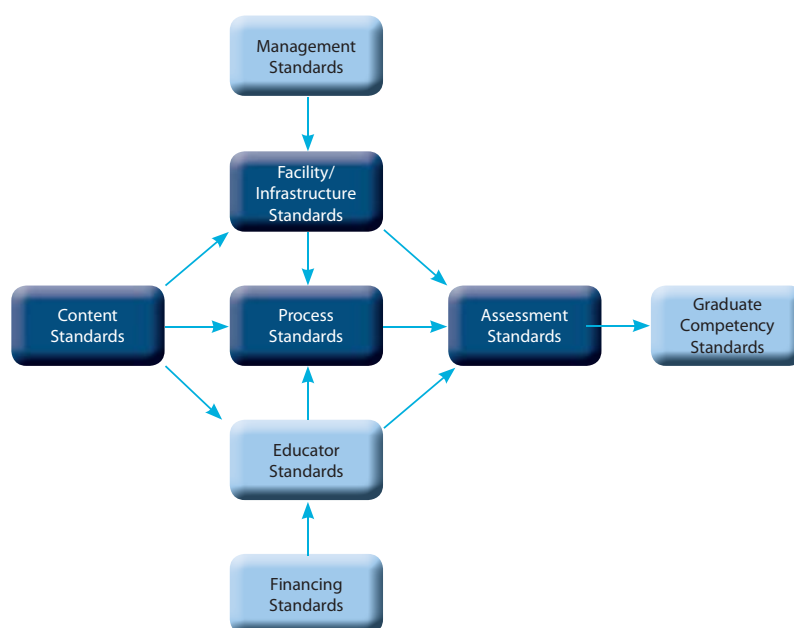 Management
Standards
Facility/
Infrastructure
Standards
Content
Standards
Process
Standards
Assessment
Standards
Graduate
Competency
Standards
Educator
Standards
Financing
Standards